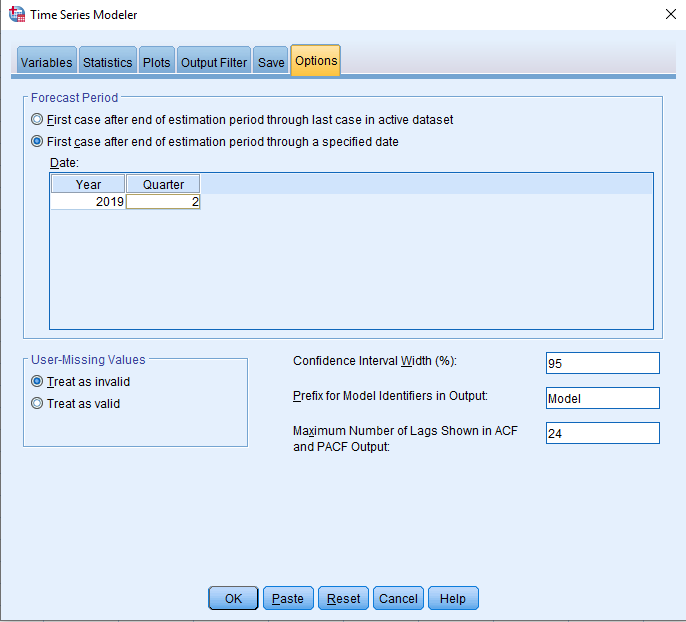 Time Series Modeler
Variables Statistics Plots Output Filter Save Options
Forecast Period
First case after end of estimation period through last case in active dataset
First case after end of estimation period through a specified date
Date:
Year Quarter
2019 2
User-Missing Values
Treat as invalid
Treat as valid
Confidence Interval Width (%): 95
Prefix for Model Identifiers in Output: Model
Maximum Number of Lags Shown in ACF
and PACF Output: 24
OK Paste Reset Cancel Help